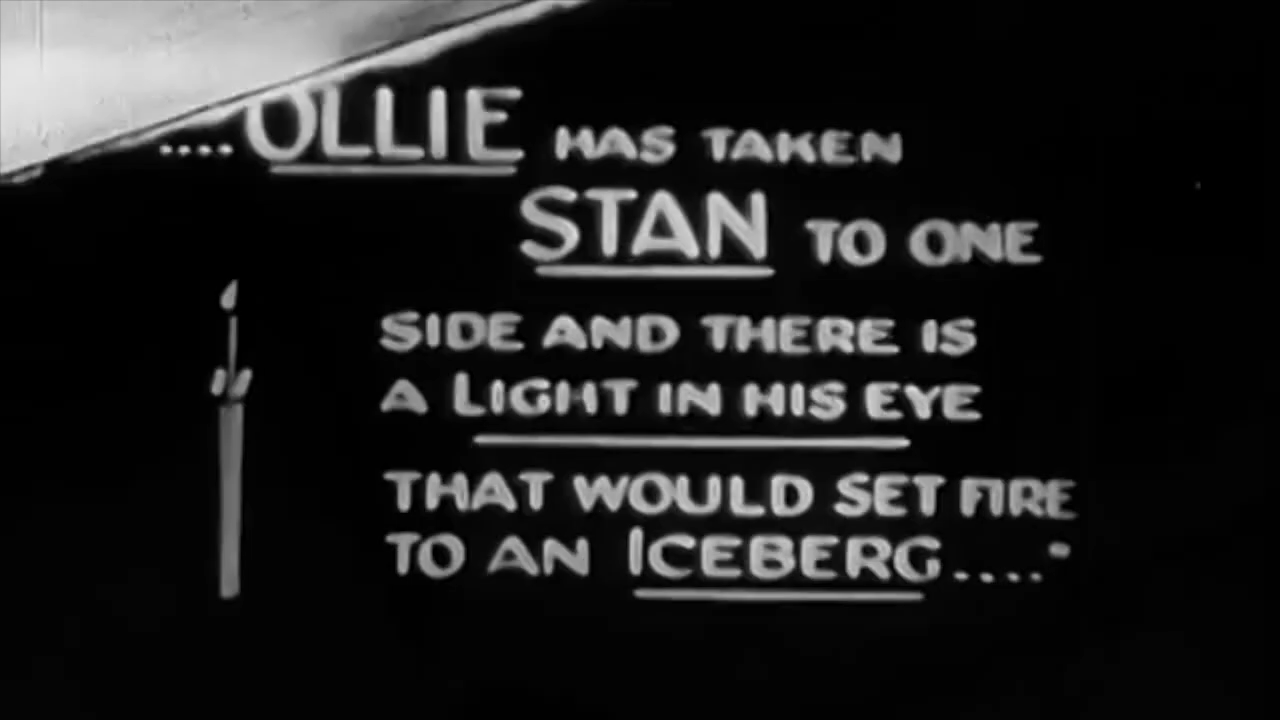 ....OLLIE HAS TAKEN
STAN TO ONE
SIDE AND THERE IS
A LIGHT IN HIS EYE
THAT WOULD SET FIRE
TO AN ICEBERG...."